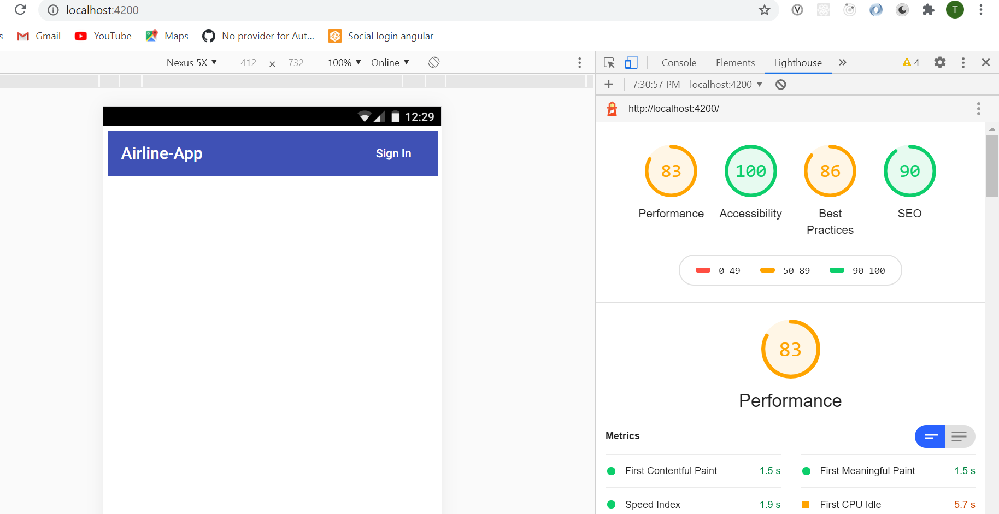 localhost:4200
T
s Gmail YouTube Maps No provider for Aut... Social login angular
Nexus 5X ▼ 412 × 732 100% ▼ Online ▼
Console Elements Lighthouse » 4
+ 7:30:57 PM - localhost:4200 ▼
http://localhost:4200/
12:29
Airline-App Sign In
83 100 86 90
Performance Accessibility Best Practices SEO
0–49 50–89 90–100
83
Performance
Metrics
First Contentful Paint 1.5 s First Meaningful Paint 1.5 s
Speed Index 1.9 s First CPU Idle 5.7 s